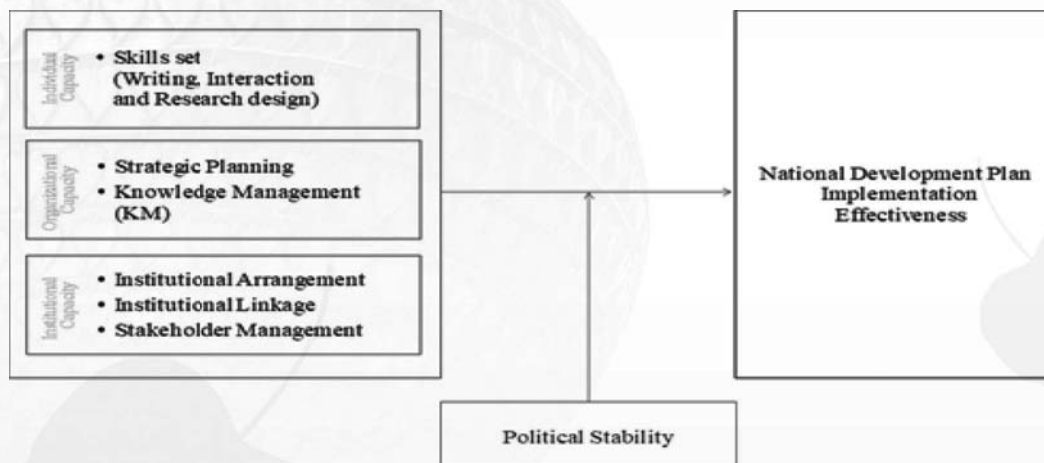 Individual
Capacity
• Skills set
(Writing, Interaction
and Research design)
Organizational
Capacity
• Strategic Planning
• Knowledge Management
(KM)
Institutional
Capacity
• Institutional Arrangement
• Institutional Linkage
• Stakeholder Management
National Development Plan
Implementation
Effectiveness
Political Stability